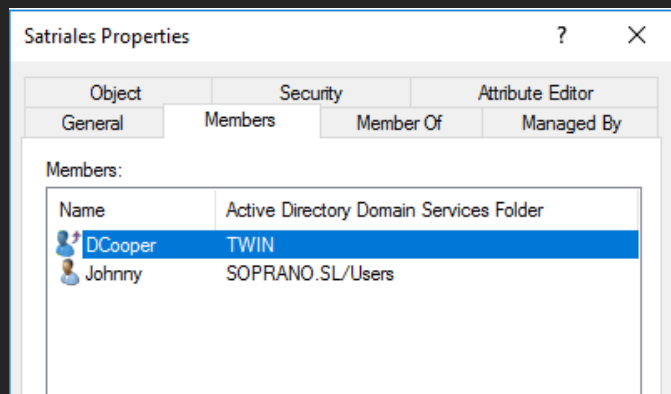 Satriales Properties ? ×
Object Security Attribute Editor
General Members Member Of Managed By
Members:
Name Active Directory Domain Services Folder
DCooper TWIN
Johnny SOPRANO.SL/Users